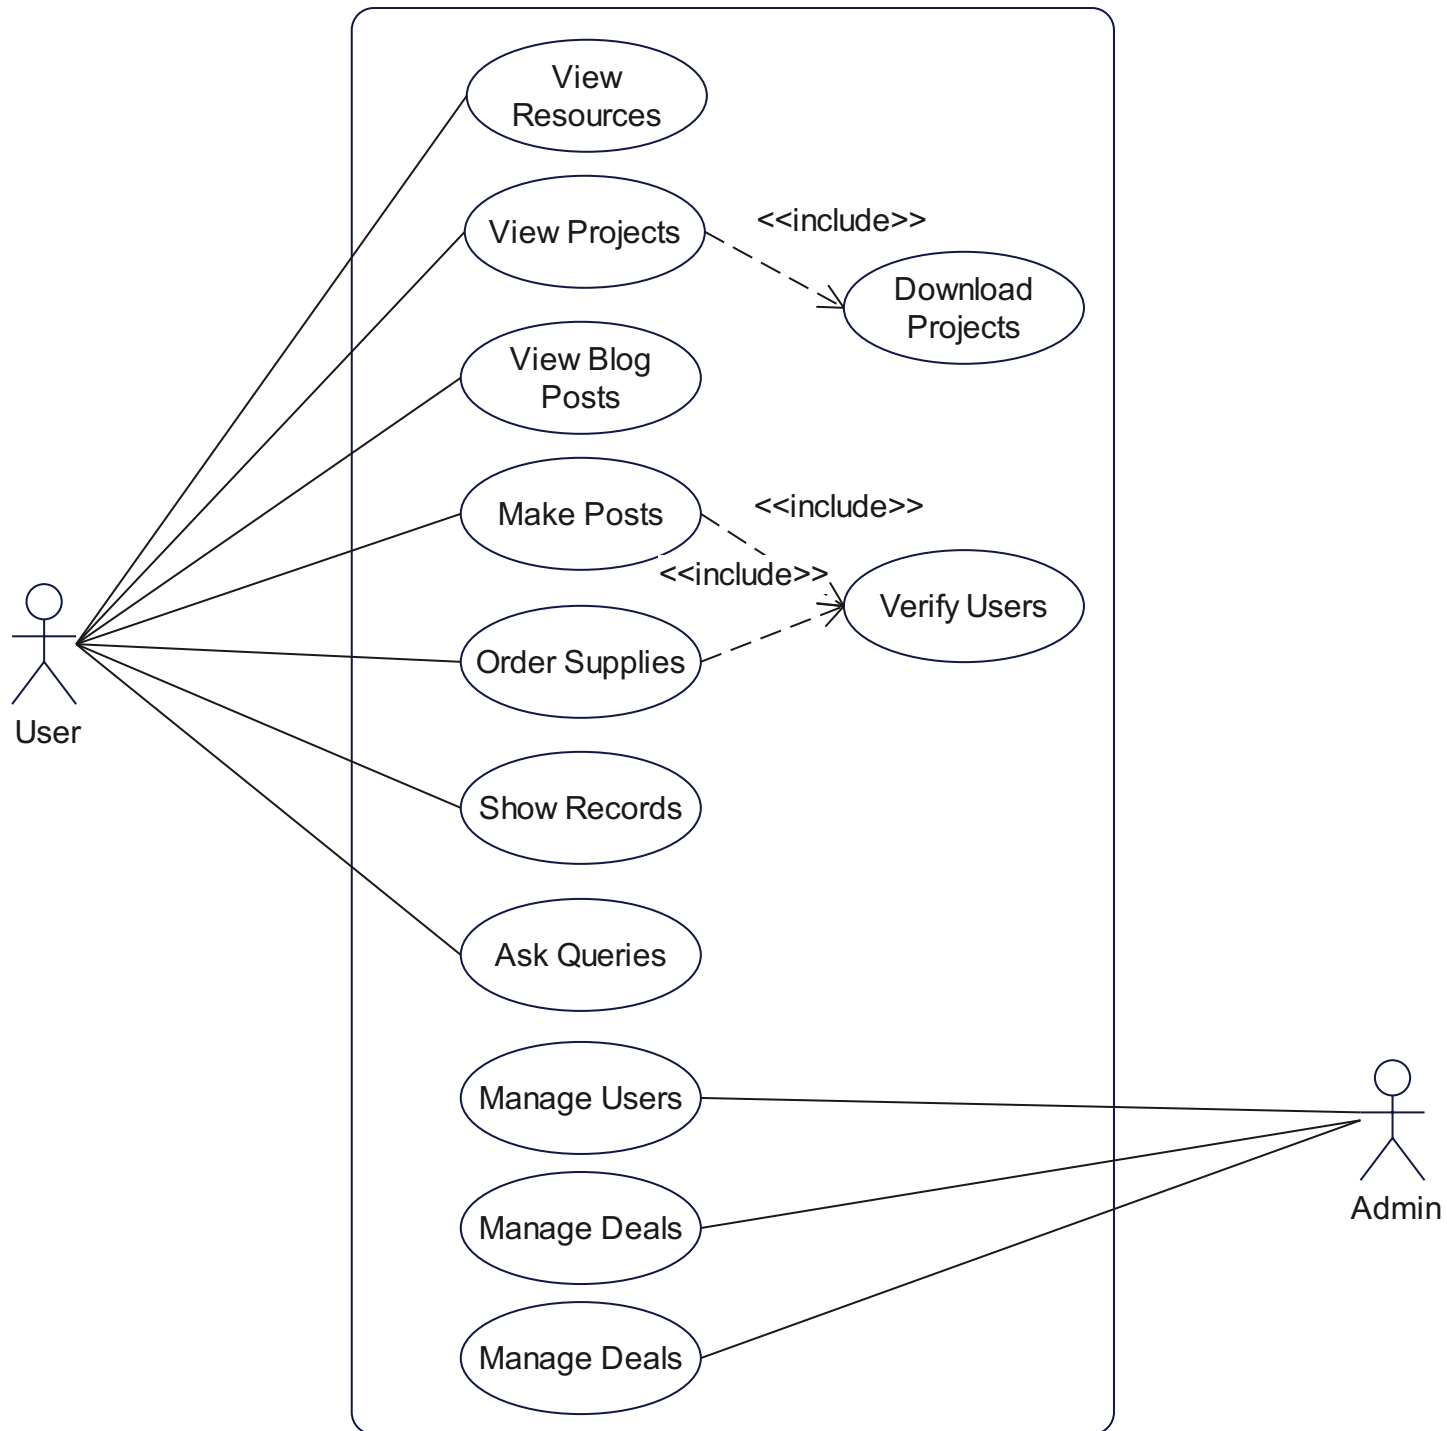 View
Resources
View Projects
<<include>>
Download
Projects
View Blog
Posts
Make Posts
<<include>>
<<include>>
Verify Users
Order Supplies
User
Show Records
Ask Queries
Manage Users
Manage Deals
Admin
Manage Deals